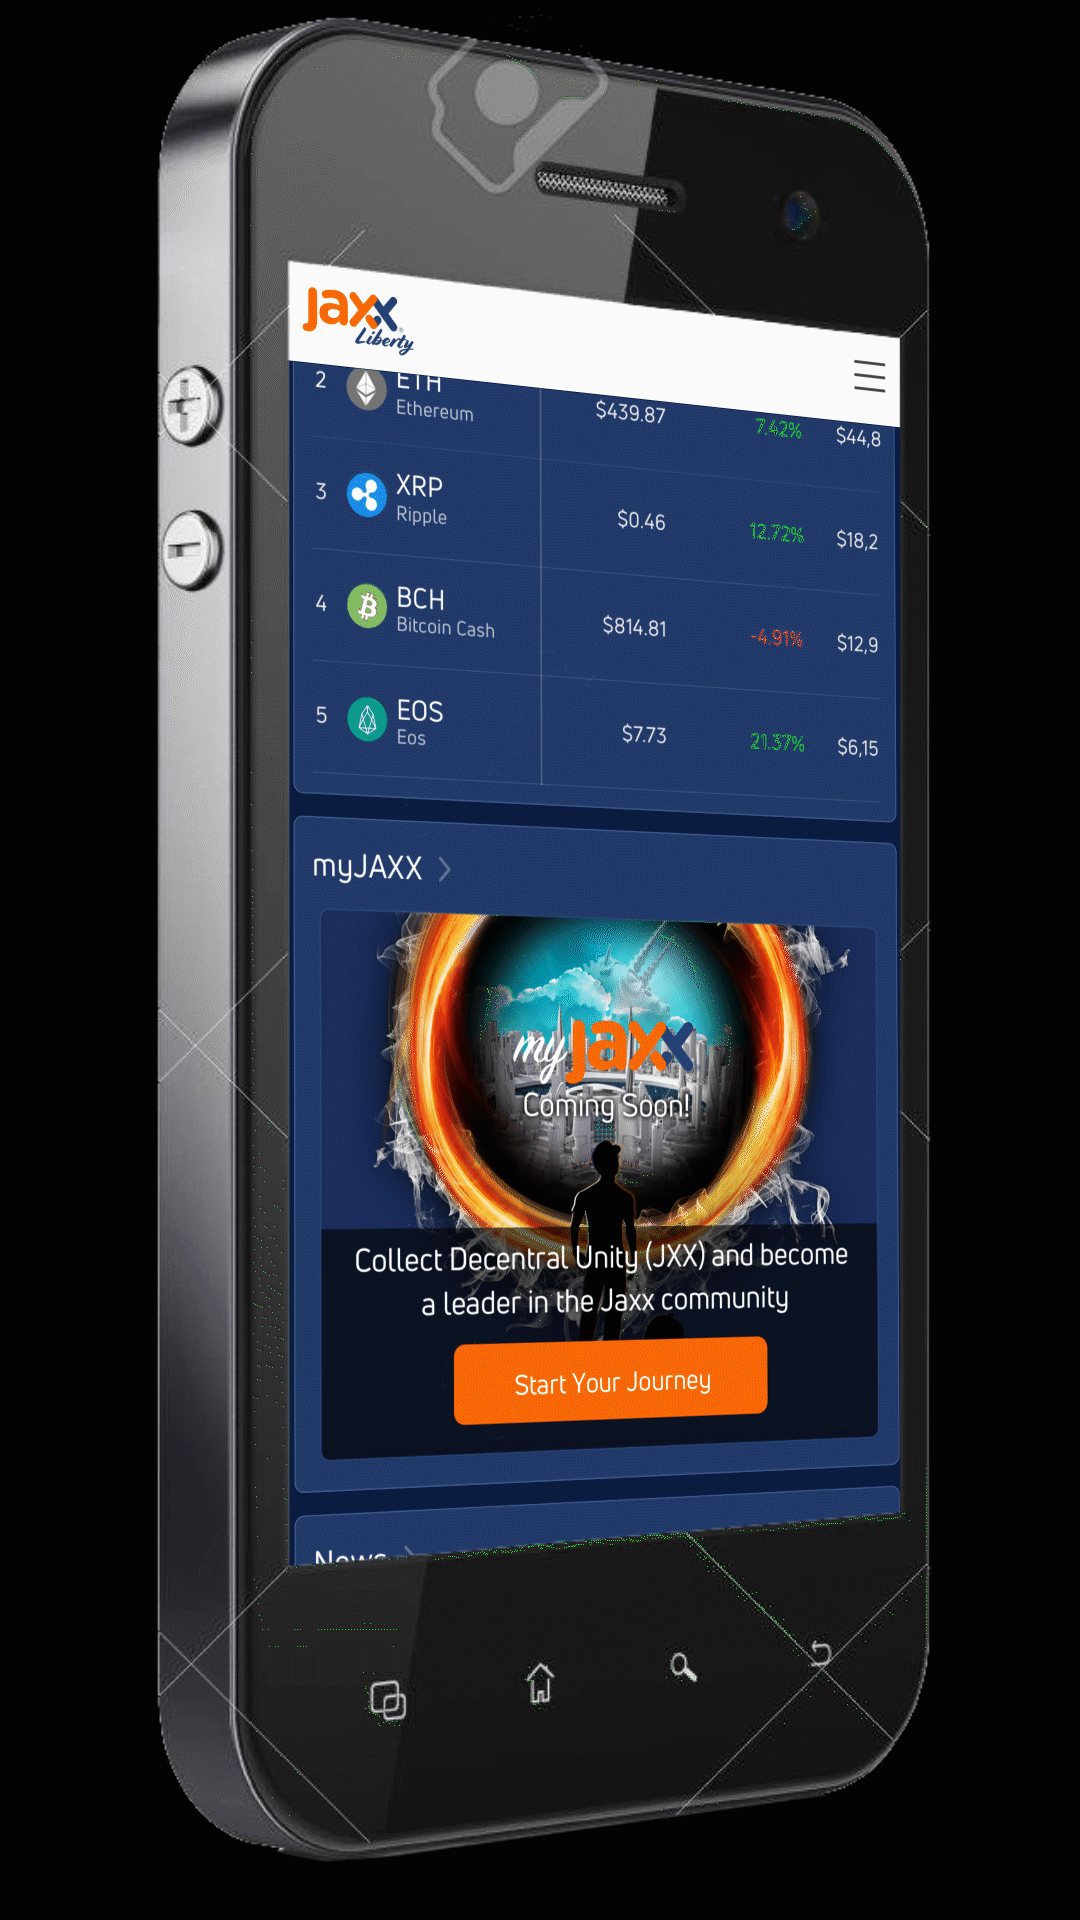 Jaxx
Liberty
2 ETH $439.87 7.42% $44,8
Ethereum
3 XRP $0.46 12.72% $18,2
Ripple
4 BCH $814.81 -4.91% $12,9
Bitcoin Cash
5 EOS $7.73 21.37% $6,15
Eos
myJAXX
my jaxx
Coming Soon!
Collect Decentral Unity (JXX) and become
a leader in the Jaxx community
Start Your Journey
News